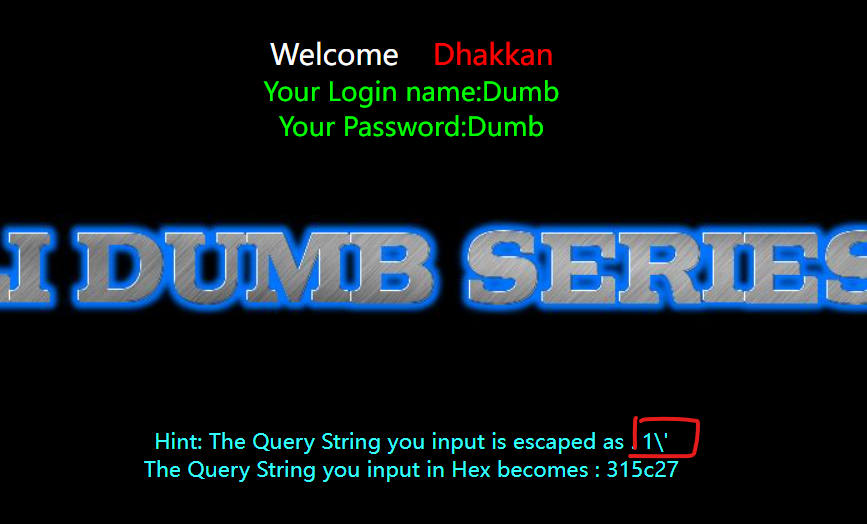 Welcome Dhakkan
Your Login name:Dumb
Your Password:Dumb
I DUMB SERIES
Hint: The Query String you input is escaped as : 1\'
The Query String you input in Hex becomes : 315c27